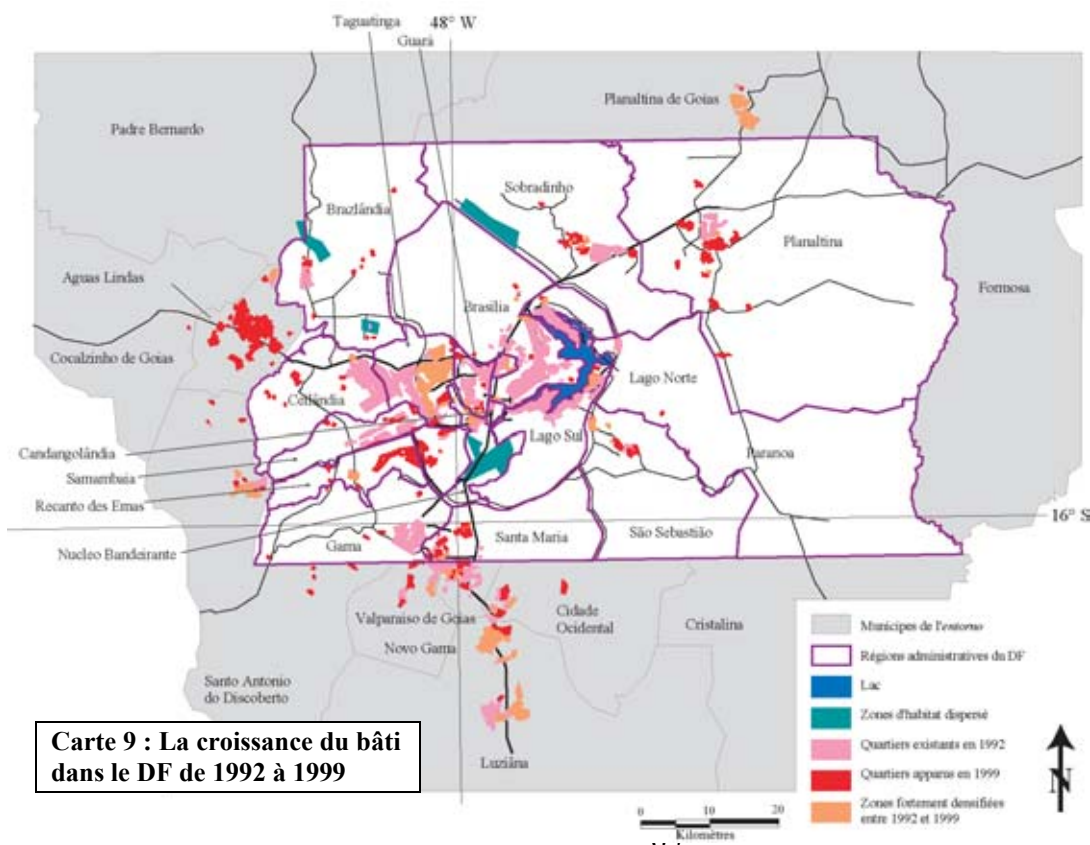 Taguatinga
48° W
Guará
Planaltina de Goias
Padre Bernardo
Sobradinho
Brazlândia
Planaltina
Aguas Lindas
Formosa
Brasília
Cocalzinho de Goias
Lago Norte
Ceilândia
Lago Sul
Candangolândia
Paranoa
Samambaia
Recanto des Emas
16° S
Nucleo Bandeirante
Gama
Santa Maria
São Sebastião
Valparaiso de Goias
Cidade
Ocidental
Cristalina
Novo Gama
Santo Antonio
do Discoberto
Luziâna
Municipes de l'entorno
Régions administratives du DF
Lac
Zones d'habitat dispersé
Quartiers existants en 1992
Quartiers apparus en 1999
Zones fortement densifiées
entre 1992 et 1999
N
Carte 9 : La croissance du bâti
dans le DF de 1992 à 1999
0 10 20
Kilomètres